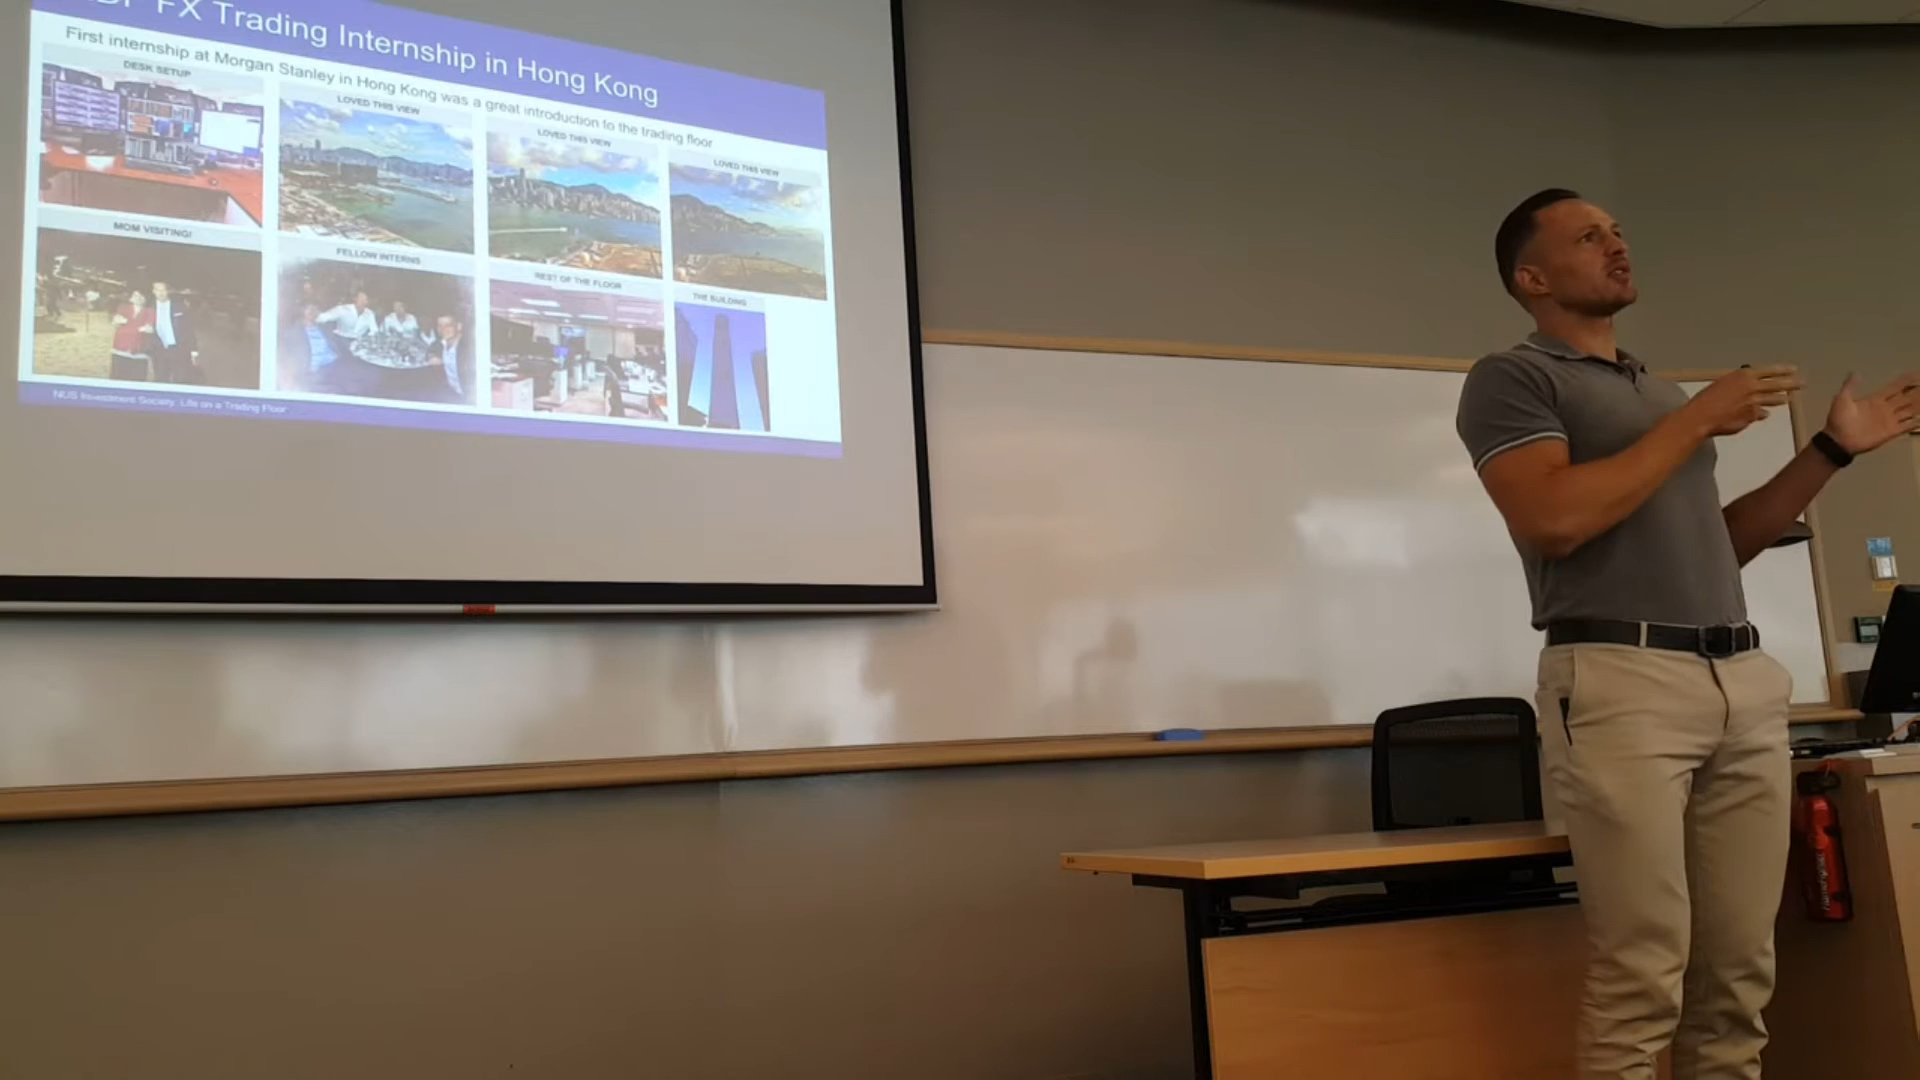 FX Trading Internship in Hong Kong
First internship at Morgan Stanley in Hong Kong was a great introduction to the trading floor
DESK SETUP
LOVED THIS VIEW
LOVED THIS VIEW
LOVED THIS VIEW
MOM VISITING!
FELLOW INTERNS
REST OF THE FLOOR
THE BUILDING
NUS Investment Society: Life on a Trading Floor